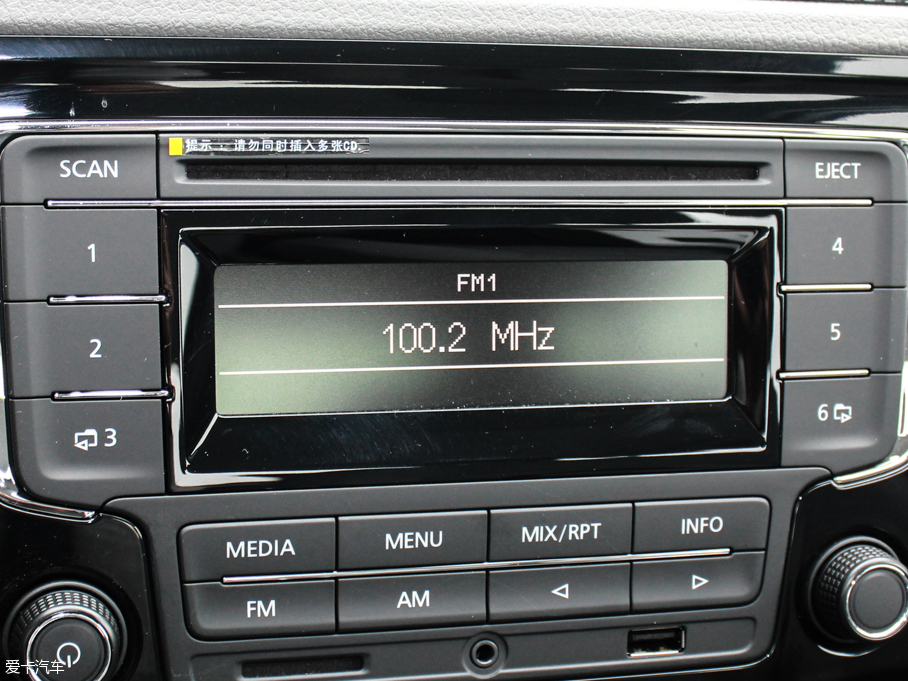 提示：请勿同时插入多张CD.
SCAN
EJECT
1
4
FM1
100.2 MHz
2
5
3
6
MEDIA
MENU
MIX/RPT
INFO
FM
AM
爱卡汽车